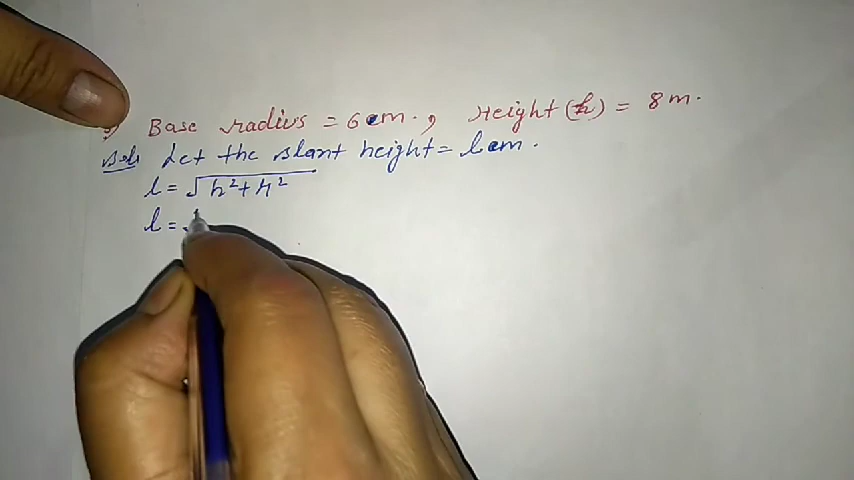 Base radius = 6 cm. , Height (h) = 8 m.
Sol: Let the slant height = l cm.
l = √h²+r²
l =